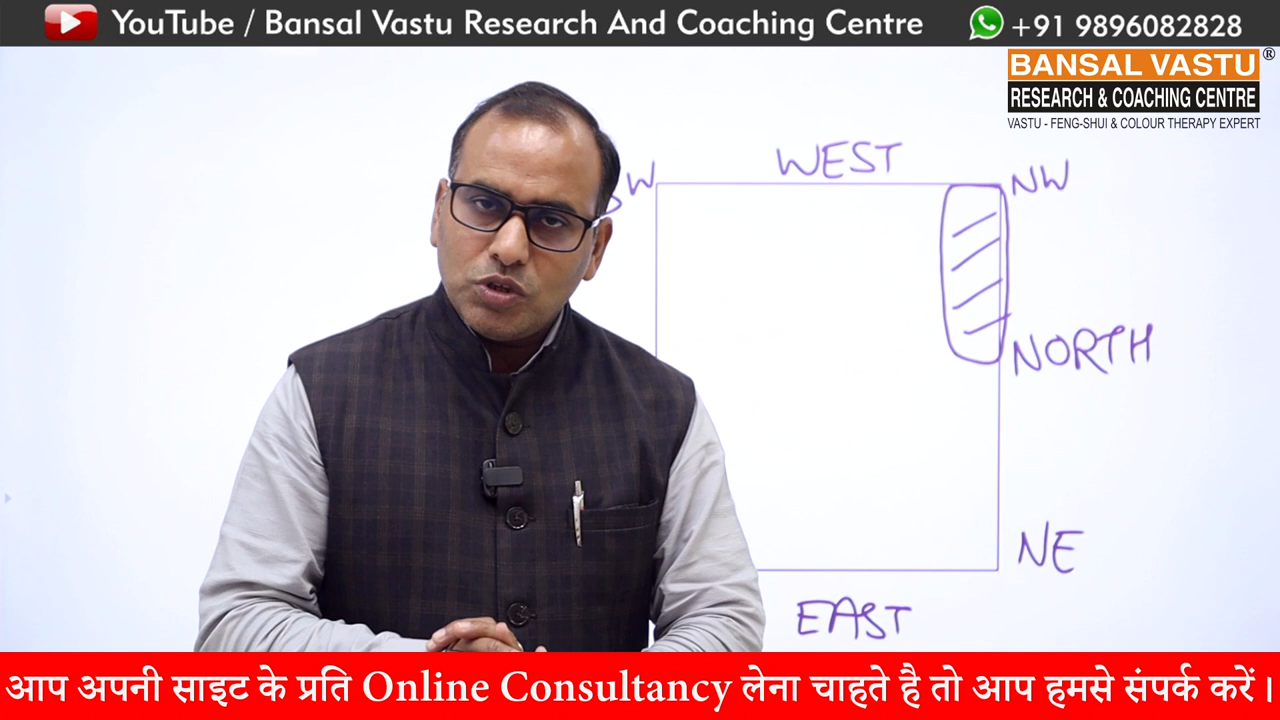 YouTube / Bansal Vastu Research And Coaching Centre
+91 9896082828
BANSAL VASTU®
RESEARCH & COACHING CENTRE
VASTU - FENG-SHUI & COLOUR THERAPY EXPERT
SW
WEST
NW
NORTH
NE
EAST
आप अपनी साइट के प्रति Online Consultancy लेना चाहते है तो आप हमसे संपर्क करें।